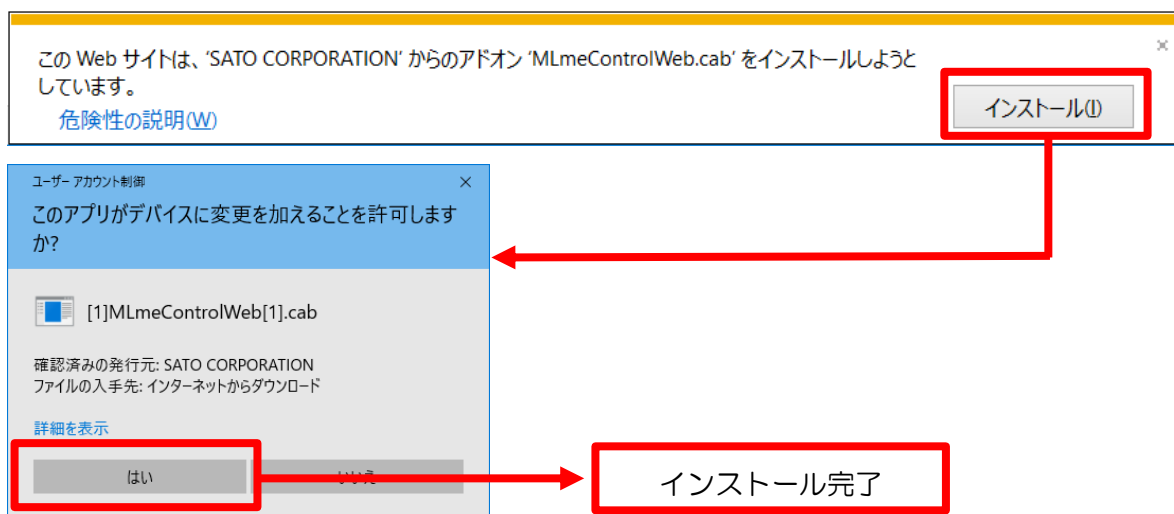 この Web サイトは、'SATO CORPORATION' からのアドオン 'MLmeControlWeb.cab' をインストールしようと
しています。
危険性の説明(W)
インストール(I)
ユーザー アカウント制御
このアプリがデバイスに変更を加えることを許可します
か?
[1]MLmeControlWeb[1].cab
確認済みの発行元: SATO CORPORATION
ファイルの入手先: インターネットからダウンロード
詳細を表示
はい
いいえ
インストール完了